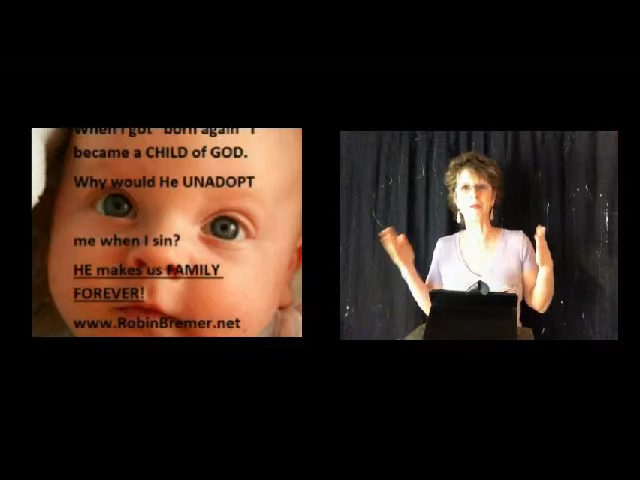 When I got "born again" I
became a CHILD of GOD.
Why would He UNADOPT
me when I sin?
HE makes us FAMILY
FOREVER!
www.RobinBremer.net